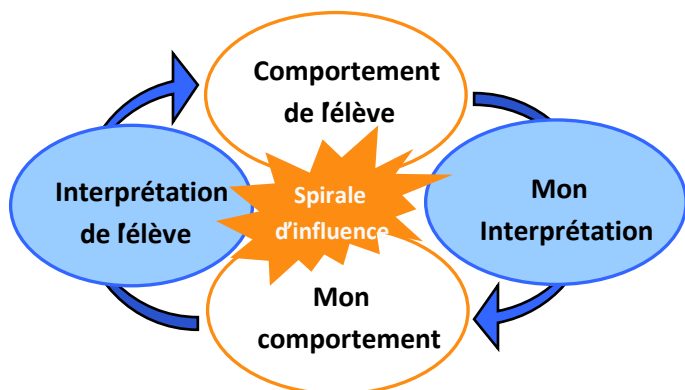 Comportement
de l'élève
Interprétation
de l'élève
Spirale
d'influence
Mon
Interprétation
Mon
comportement